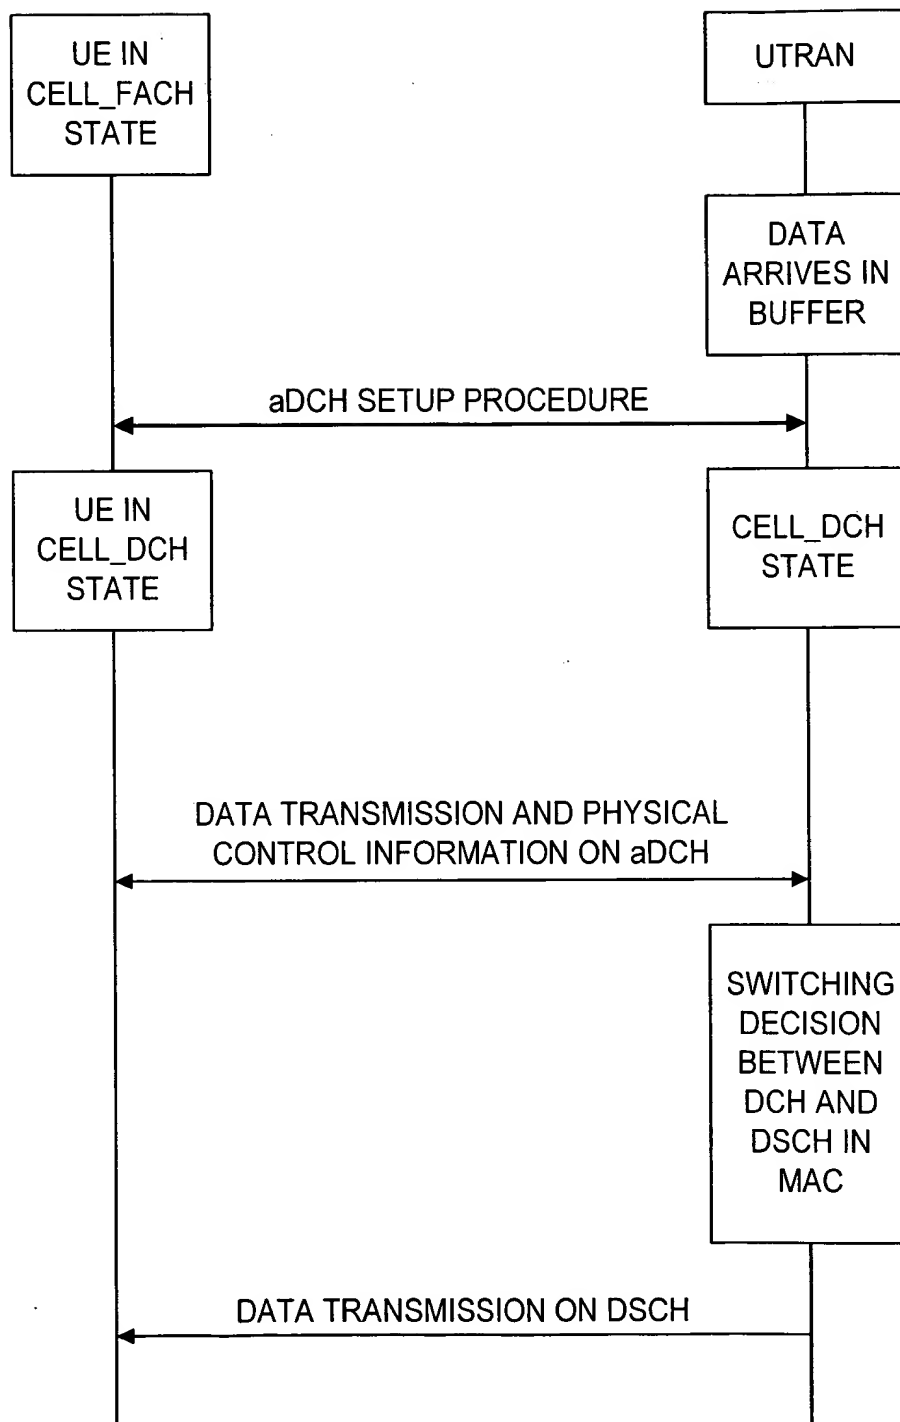 UE IN
CELL_FACH
STATE
UTRAN
DATA
ARRIVES IN
BUFFER
aDCH SETUP PROCEDURE
UE IN
CELL_DCH
STATE
CELL_DCH
STATE
DATA TRANSMISSION AND PHYSICAL
CONTROL INFORMATION ON aDCH
SWITCHING
DECISION
BETWEEN
DCH AND
DSCH IN
MAC
DATA TRANSMISSION ON DSCH